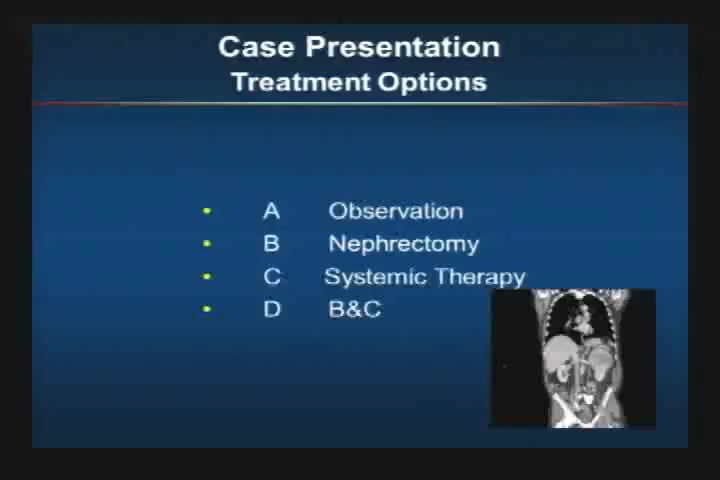 Case Presentation
Treatment Options
• A Observation
• B Nephrectomy
• C Systemic Therapy
• D B&C